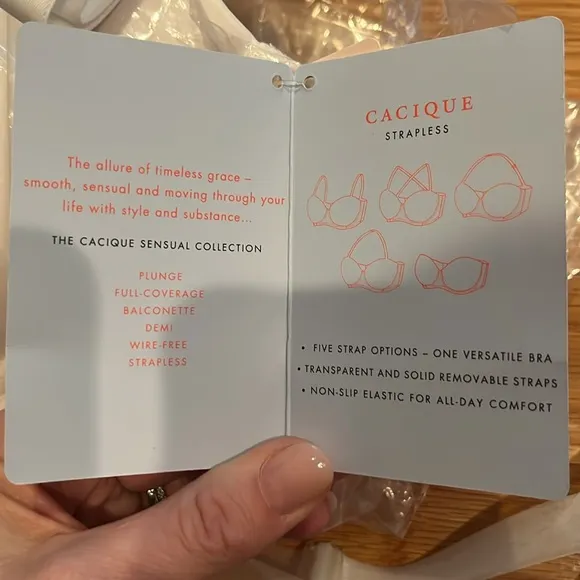 The allure of timeless grace –
smooth, sensual and moving through your
life with style and substance...
THE CACIQUE SENSUAL COLLECTION
PLUNGE
FULL-COVERAGE
BALCONETTE
DEMI
WIRE-FREE
STRAPLESS
CACIQUE
STRAPLESS
• FIVE STRAP OPTIONS – ONE VERSATILE BRA
• TRANSPARENT AND SOLID REMOVABLE STRAPS
• NON-SLIP ELASTIC FOR ALL-DAY COMFORT